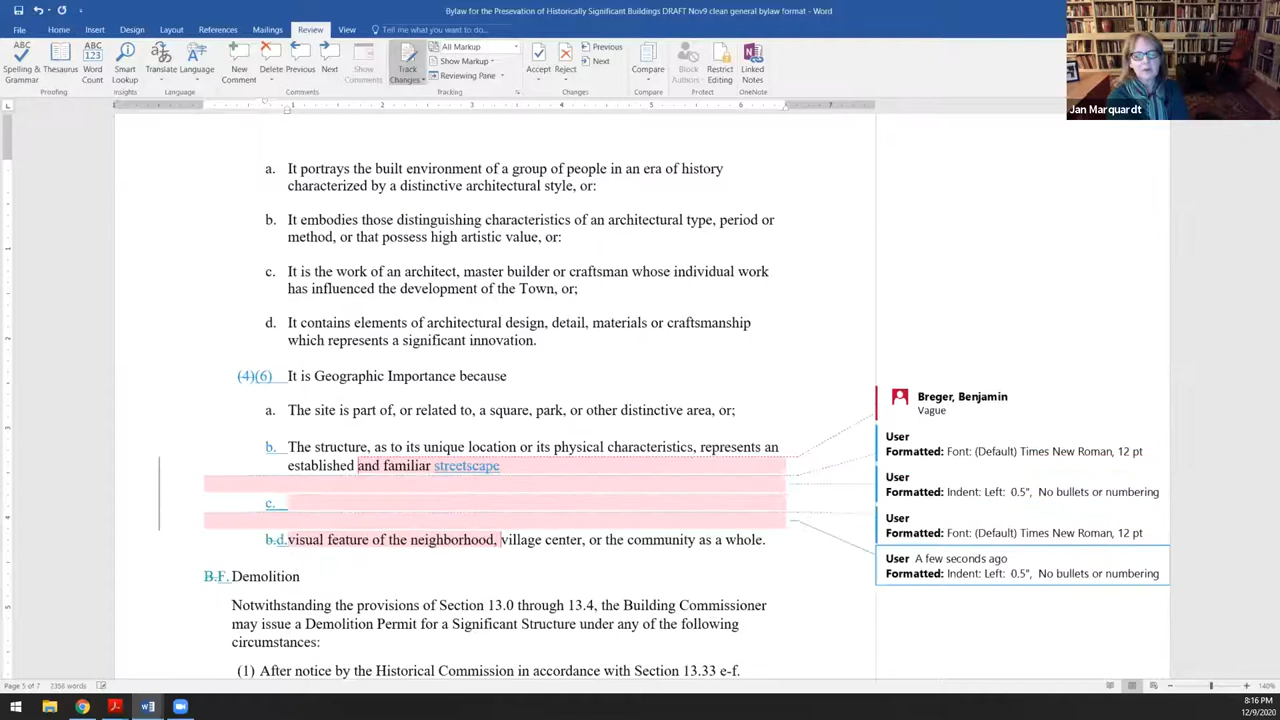 Bylaw for the Presevation of Historically Significant Buildings DRAFT Nov9 clean general bylaw format - Word
File Home Insert Design Layout References Mailings Review View Tell me what you want to do...
ABC
Spelling & Grammar
Thesaurus
ABC 123
Word Count
Smart Lookup
Translate
Language
New Comment
Delete
Previous
Next
Show Comments
Track Changes
All Markup
Show Markup
Reviewing Pane
Accept
Reject
Previous
Next
Compare
Block Authors
Restrict Editing
Linked Notes
Proofing Insights Language Comments Tracking Changes Compare Protect OneNote
Jan Marquardt
a. It portrays the built environment of a group of people in an era of history
characterized by a distinctive architectural style, or:
b. It embodies those distinguishing characteristics of an architectural type, period or
method, or that possess high artistic value, or:
c. It is the work of an architect, master builder or craftsman whose individual work
has influenced the development of the Town, or;
d. It contains elements of architectural design, detail, materials or craftsmanship
which represents a significant innovation.
(4)(6) It is Geographic Importance because
a. The site is part of, or related to, a square, park, or other distinctive area, or;
b. The structure, as to its unique location or its physical characteristics, represents an
established and familiar streetscape
c.
b.d.visual feature of the neighborhood, village center, or the community as a whole.
B.F. Demolition
Notwithstanding the provisions of Section 13.0 through 13.4, the Building Commissioner
may issue a Demolition Permit for a Significant Structure under any of the following
circumstances:
(1) After notice by the Historical Commission in accordance with Section 13.33 e-f.
Breger, Benjamin
Vague
User
Formatted: Font: (Default) Times New Roman, 12 pt
User
Formatted: Indent: Left: 0.5", No bullets or numbering
User
Formatted: Font: (Default) Times New Roman, 12 pt
User A few seconds ago
Formatted: Indent: Left: 0.5", No bullets or numbering
Page 5 of 7 2358 words
140%
8:16 PM
12/9/2020